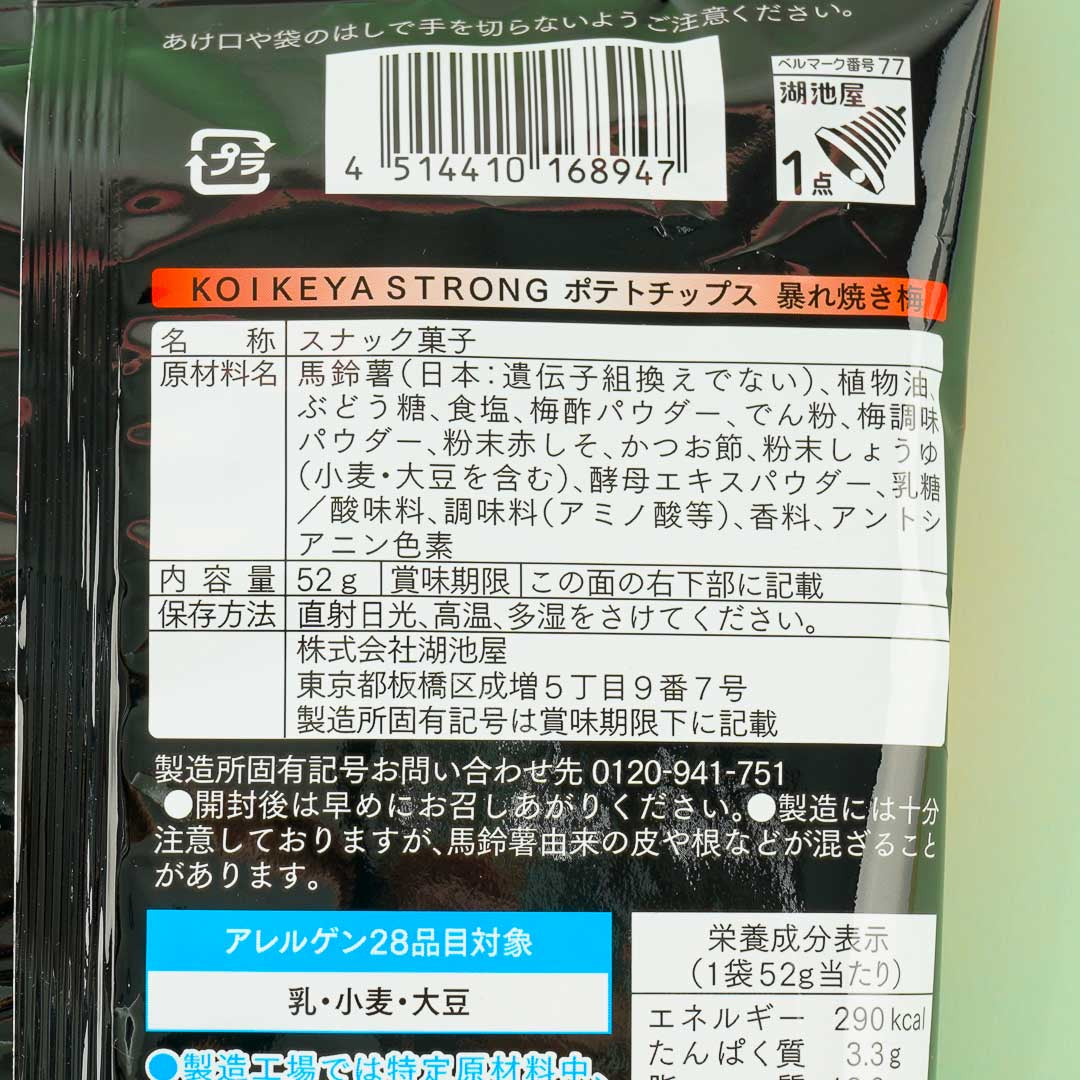 あけ口や袋のはしで手を切らないようご注意ください。
プラ
4 514410 168947
ベルマーク番号77
湖池屋
1点
KOIKEYA STRONG ポテトチップス 暴れ焼き梅
名称 スナック菓子
原材料名 馬鈴薯(日本:遺伝子組換えでない)、植物油、
ぶどう糖、食塩、梅酢パウダー、でん粉、梅調味
パウダー、粉末赤しそ、かつお節、粉末しょうゆ
(小麦・大豆を含む)、酵母エキスパウダー、乳糖
/酸味料、調味料(アミノ酸等)、香料、アントシ
アニン色素
内容量 52g 賞味期限 この面の右下部に記載
保存方法 直射日光、高温、多湿をさけてください。
株式会社湖池屋
東京都板橋区成増5丁目9番7号
製造所固有記号は賞味期限下に記載
製造所固有記号お問い合わせ先 0120-941-751
●開封後は早めにお召しあがりください。●製造には十分
注意しておりますが、馬鈴薯由来の皮や根などが混ざること
があります。
アレルゲン28品目対象
乳・小麦・大豆
●製造工場では特定原材料中、
栄養成分表示
(1袋52g当たり)
エネルギー 290kcal
たんぱく質 3.3g